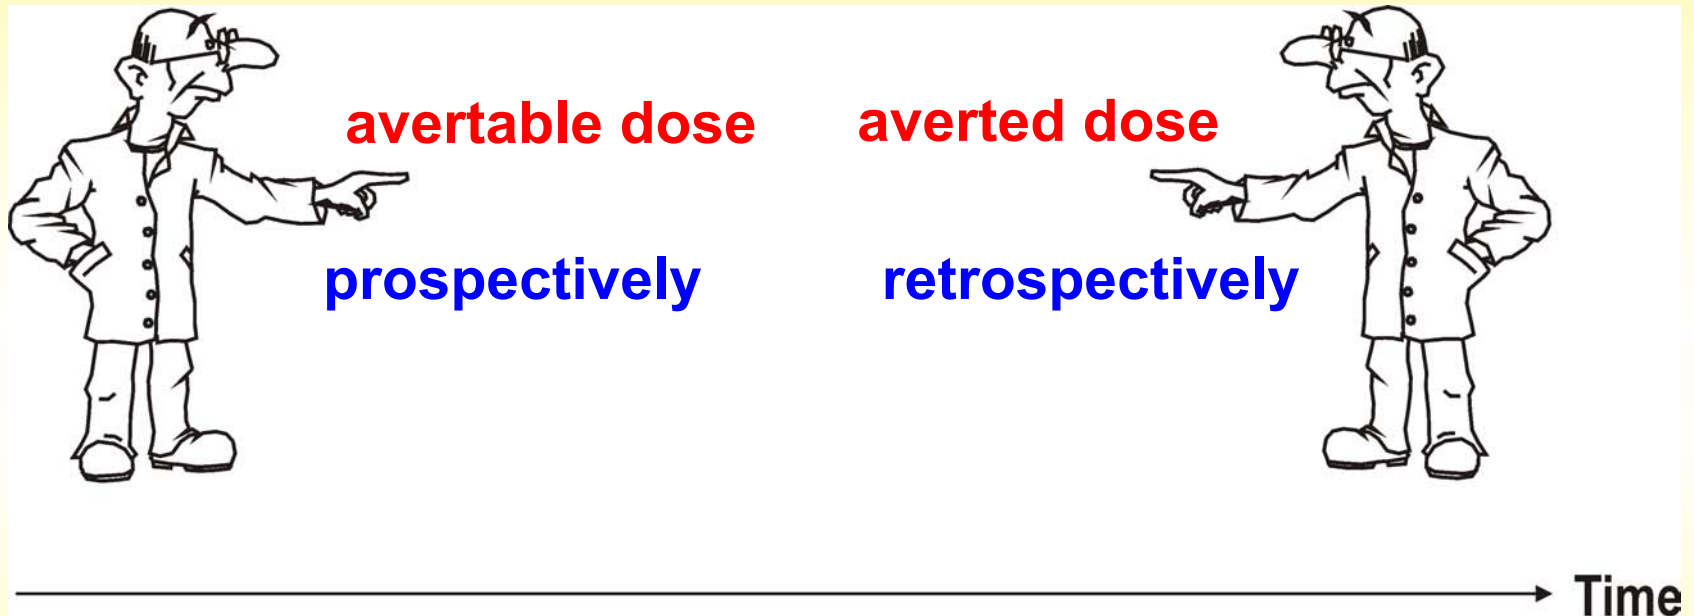 avertable dose
averted dose
prospectively
retrospectively
Time